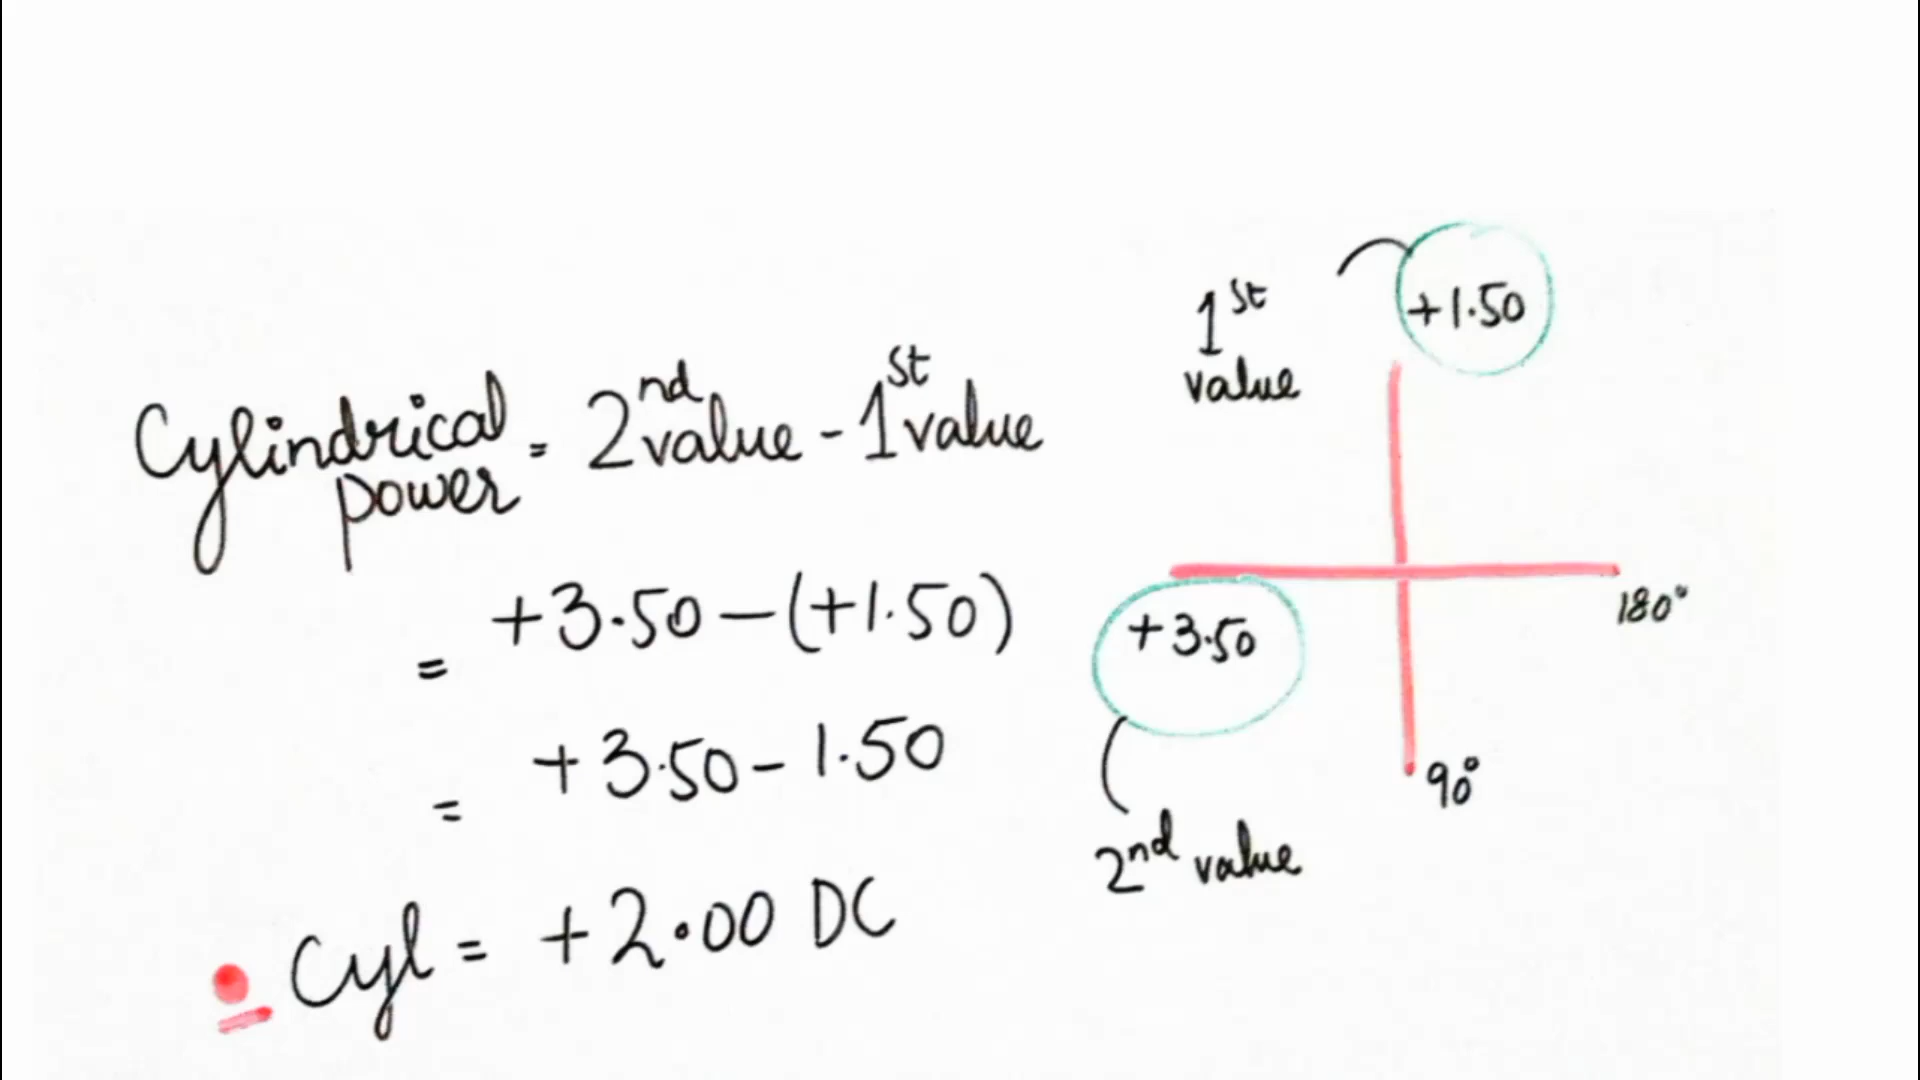 Cylindrical power = 2nd value - 1st value
= +3.50 - (+1.50)
= +3.50 - 1.50
Cyl = +2.00 DC
1st value
+1.50
180°
+3.50
90°
2nd value